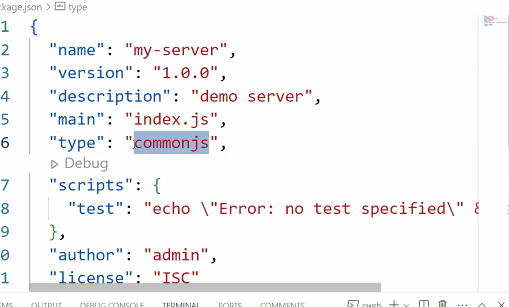 ckage.json > type
1 {
2 "name": "my-server",
3 "version": "1.0.0",
4 "description": "demo server",
5 "main": "index.js",
6 "type": "commonjs",
Debug
7 "scripts": {
8 "test": "echo \"Error: no test specified\" &
9 },
0 "author": "admin",
1 "license": "ISC"
EMS OUTPUT DEBUG CONSOLE TERMINAL PORTS COMMENTS pwsh